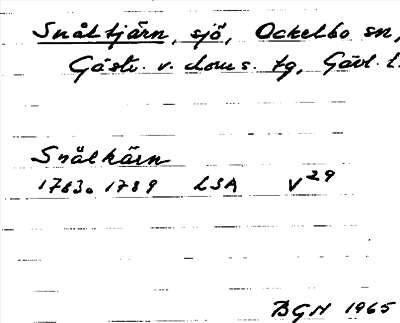 Snåltjärn, sjö, Ockelbo sn,
Gästr. v. doms. tg, Gävl. l.
Snålkärn
1763. 1789 LSA V29
BGN 1965